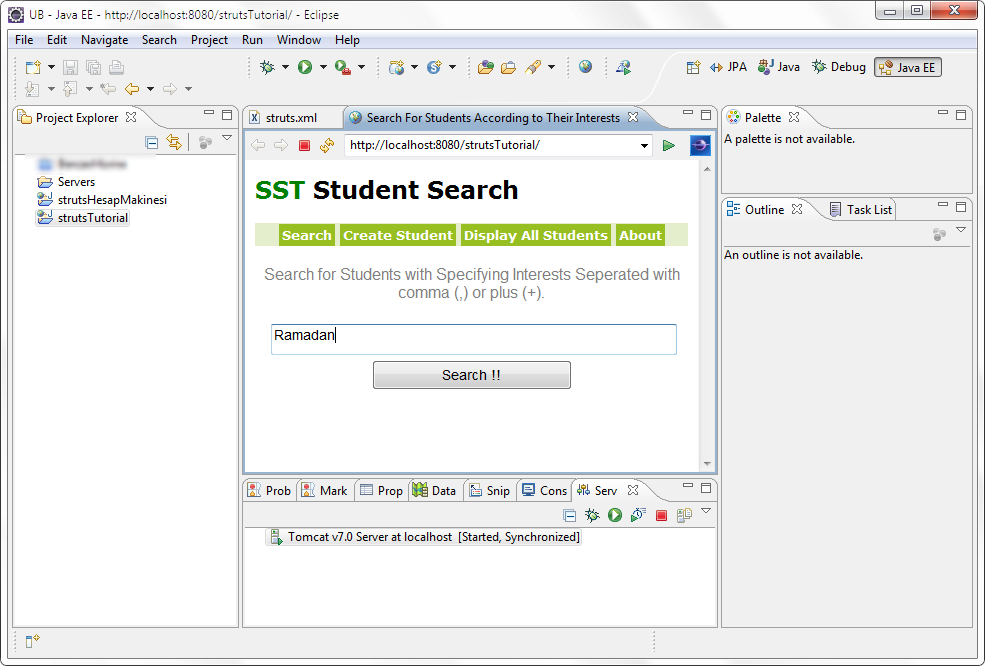 UB - Java EE - http://localhost:8080/strutsTutorial/ - Eclipse
File Edit Navigate Search Project Run Window Help
JPA Java Debug Java EE
Project Explorer
Servers
strutsHesapMakinesi
strutsTutorial
struts.xml Search For Students According to Their Interests
http://localhost:8080/strutsTutorial/
SST Student Search
Search Create Student Display All Students About
Search for Students with Specifying Interests Seperated with
comma (,) or plus (+).
Ramadan
Search !!
Prob Mark Prop Data Snip Cons Serv
Tomcat v7.0 Server at localhost [Started, Synchronized]
Palette
A palette is not available.
Outline Task List
An outline is not available.